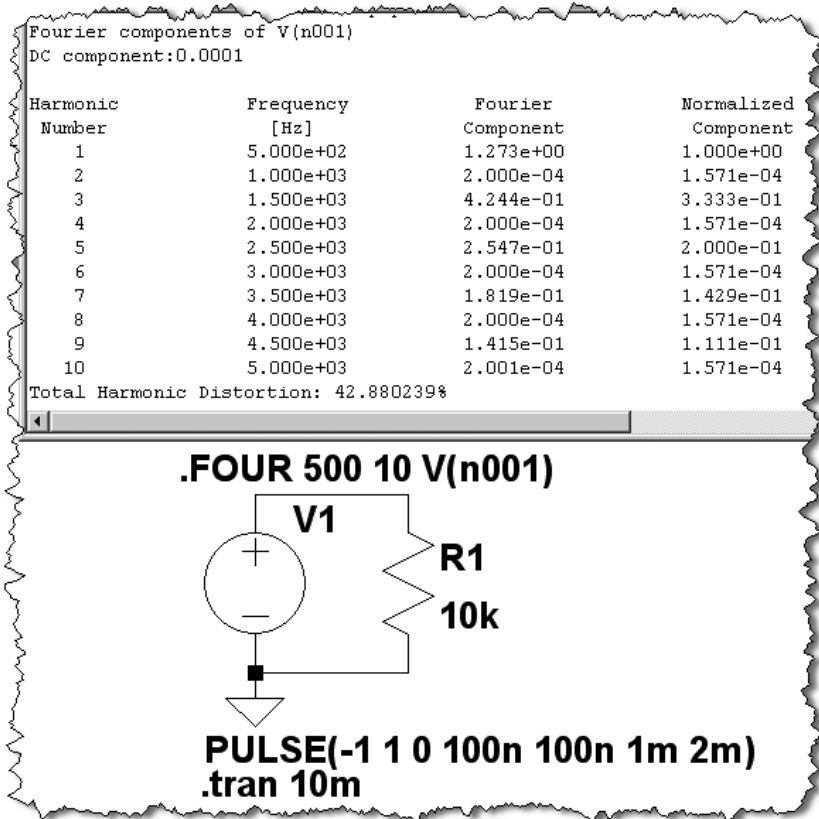 Fourier components of V(n001)
DC component:0.0001
Harmonic Frequency Fourier Normalized
Number [Hz] Component Component
1 5.000e+02 1.273e+00 1.000e+00
2 1.000e+03 2.000e-04 1.571e-04
3 1.500e+03 4.244e-01 3.333e-01
4 2.000e+03 2.000e-04 1.571e-04
5 2.500e+03 2.547e-01 2.000e-01
6 3.000e+03 2.000e-04 1.571e-04
7 3.500e+03 1.819e-01 1.429e-01
8 4.000e+03 2.000e-04 1.571e-04
9 4.500e+03 1.415e-01 1.111e-01
10 5.000e+03 2.001e-04 1.571e-04
Total Harmonic Distortion: 42.880239%
.FOUR 500 10 V(n001)
V1
R1
10k
PULSE(-1 1 0 100n 100n 1m 2m)
.tran 10m